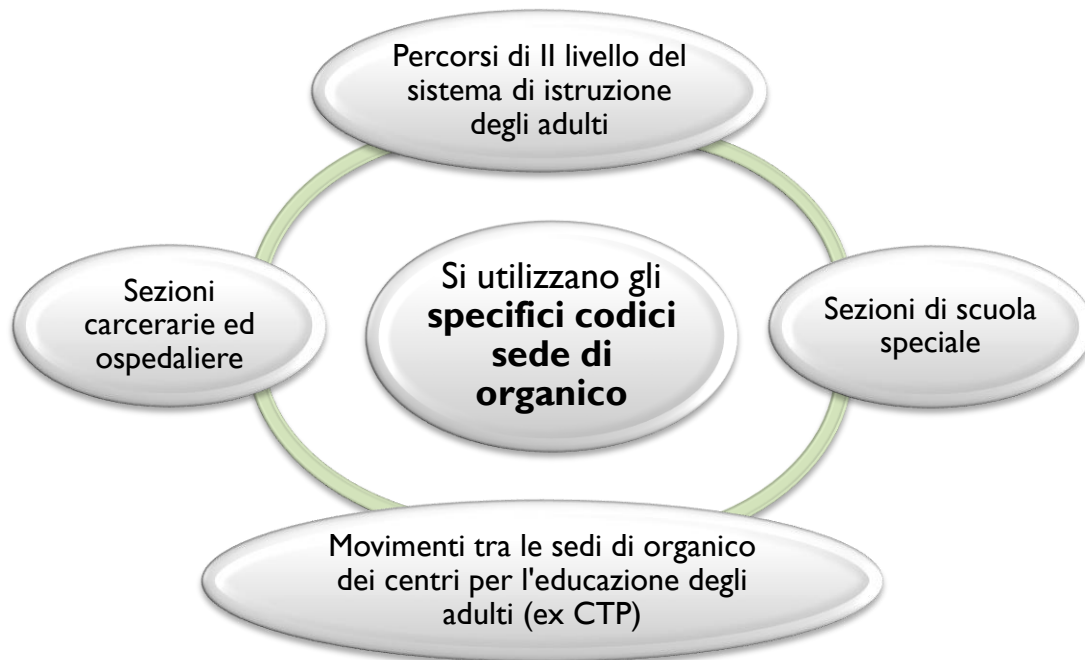 Percorsi di II livello del
sistema di istruzione
degli adulti
Sezioni
carcerarie ed
ospedaliere
Si utilizzano gli
specifici codici
sede di
organico
Sezioni di scuola
speciale
Movimenti tra le sedi di organico
dei centri per l'educazione degli
adulti (ex CTP)